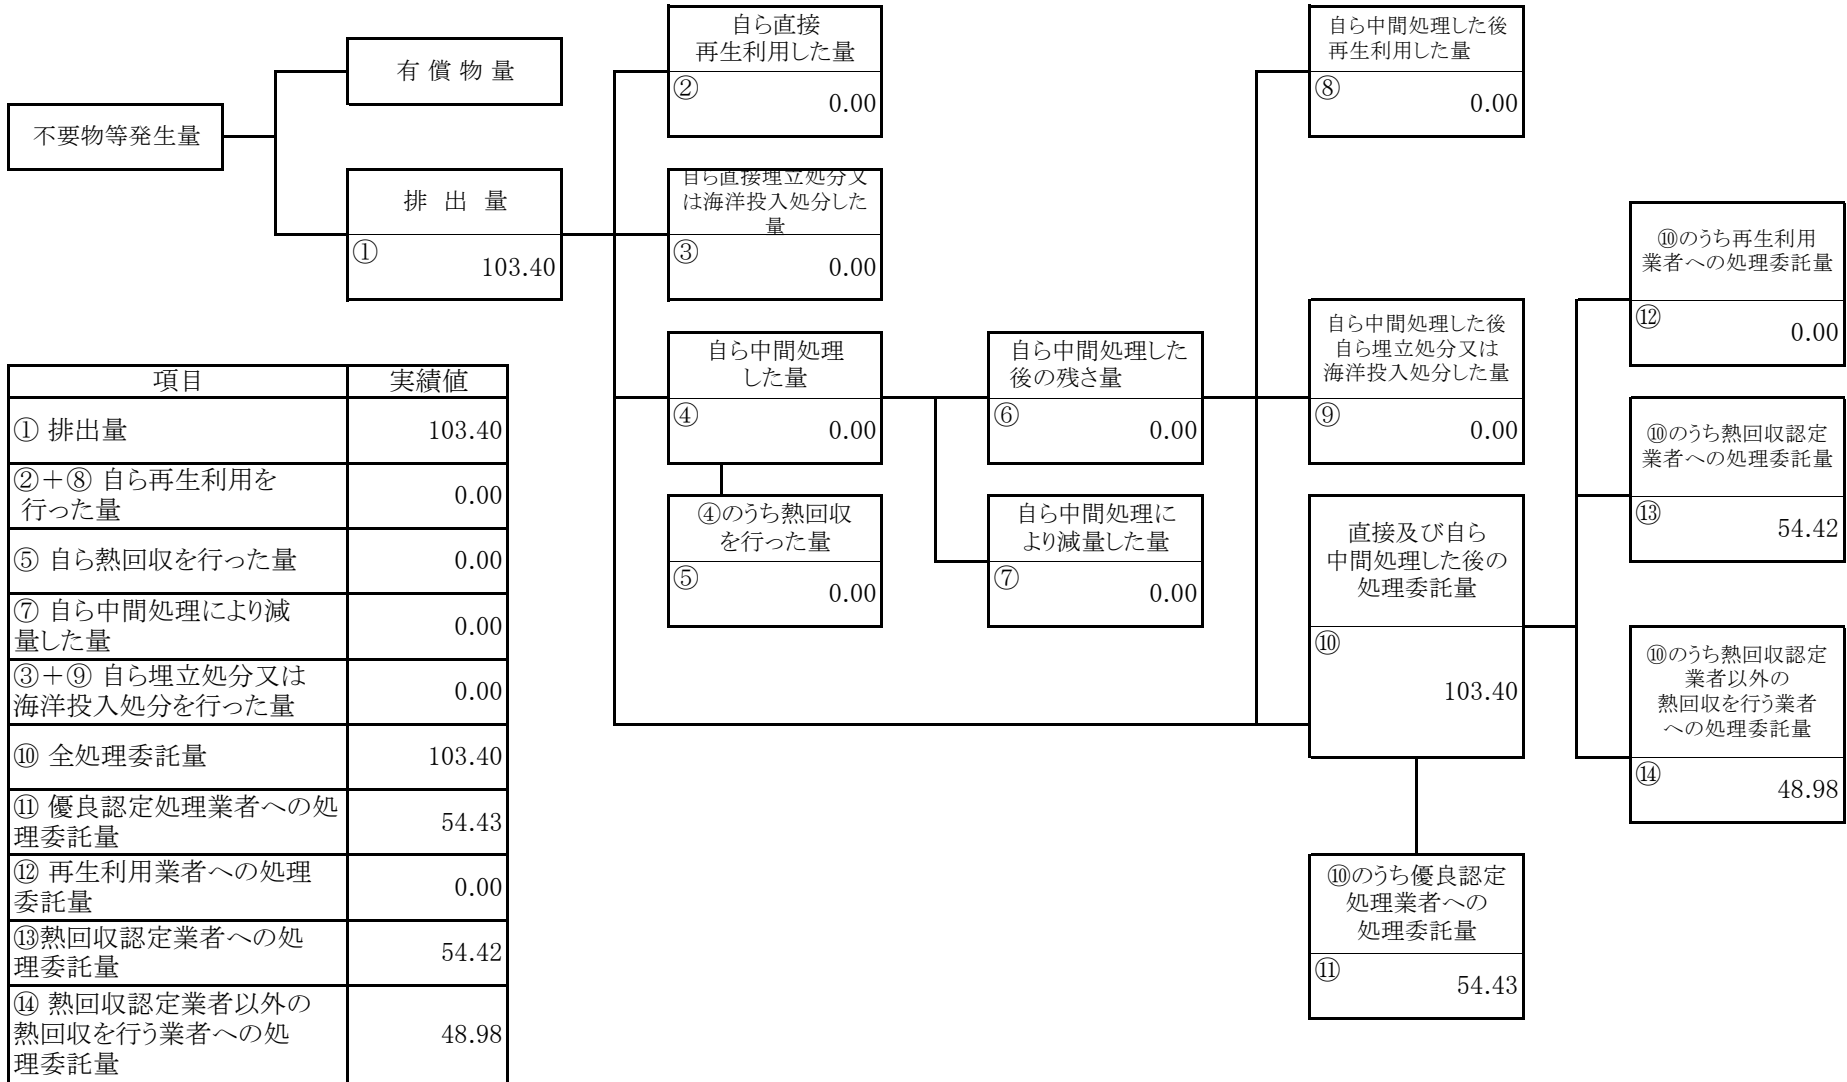 不要物等発生量
有 償 物 量
排 出 量
①
103.40
自ら直接
再生利用した量
②
0.00
自ら直接埋立処分又
は海洋投入処分した
量
③
0.00
自ら中間処理
した量
④
0.00
④のうち熱回収
を行った量
⑤
0.00
自ら中間処理した
後の残さ量
⑥
0.00
自ら中間処理に
より減量した量
⑦
0.00
自ら中間処理した後
再生利用した量
⑧
0.00
自ら中間処理した後
自ら埋立処分又は
海洋投入処分した量
⑨
0.00
直接及び自ら
中間処理した後の
処理委託量
⑩
103.40
⑩のうち優良認定
処理業者への
処理委託量
⑪
54.43
⑩のうち再生利用
業者への処理委託量
⑫
0.00
⑩のうち熱回収認定
業者への処理委託量
⑬
54.42
⑩のうち熱回収認定
業者以外の
熱回収を行う業者
への処理委託量
⑭
48.98
項目 実績値
① 排出量 103.40
②＋⑧ 自ら再生利用を
行った量 0.00
⑤ 自ら熱回収を行った量 0.00
⑦ 自ら中間処理により減
量した量 0.00
③＋⑨ 自ら埋立処分又は
海洋投入処分を行った量 0.00
⑩ 全処理委託量 103.40
⑪ 優良認定処理業者への処
理委託量 54.43
⑫ 再生利用業者への処理
委託量 0.00
⑬熱回収認定業者への処
理委託量 54.42
⑭ 熱回収認定業者以外の
熱回収を行う業者への処
理委託量 48.98